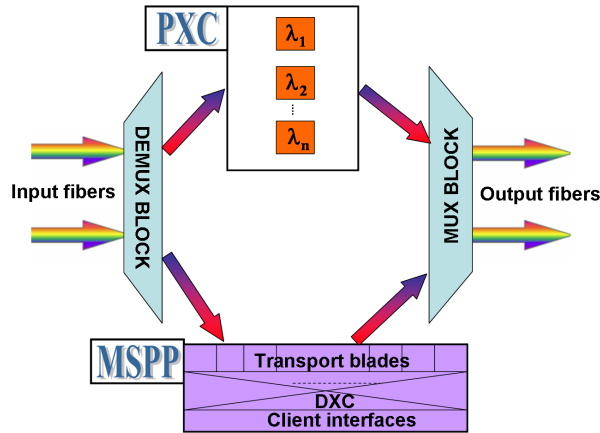 PXC
λ1
λ2
λn
DEMUX BLOCK
MUX BLOCK
Input fibers
Output fibers
MSPP
Transport blades
DXC
Client interfaces